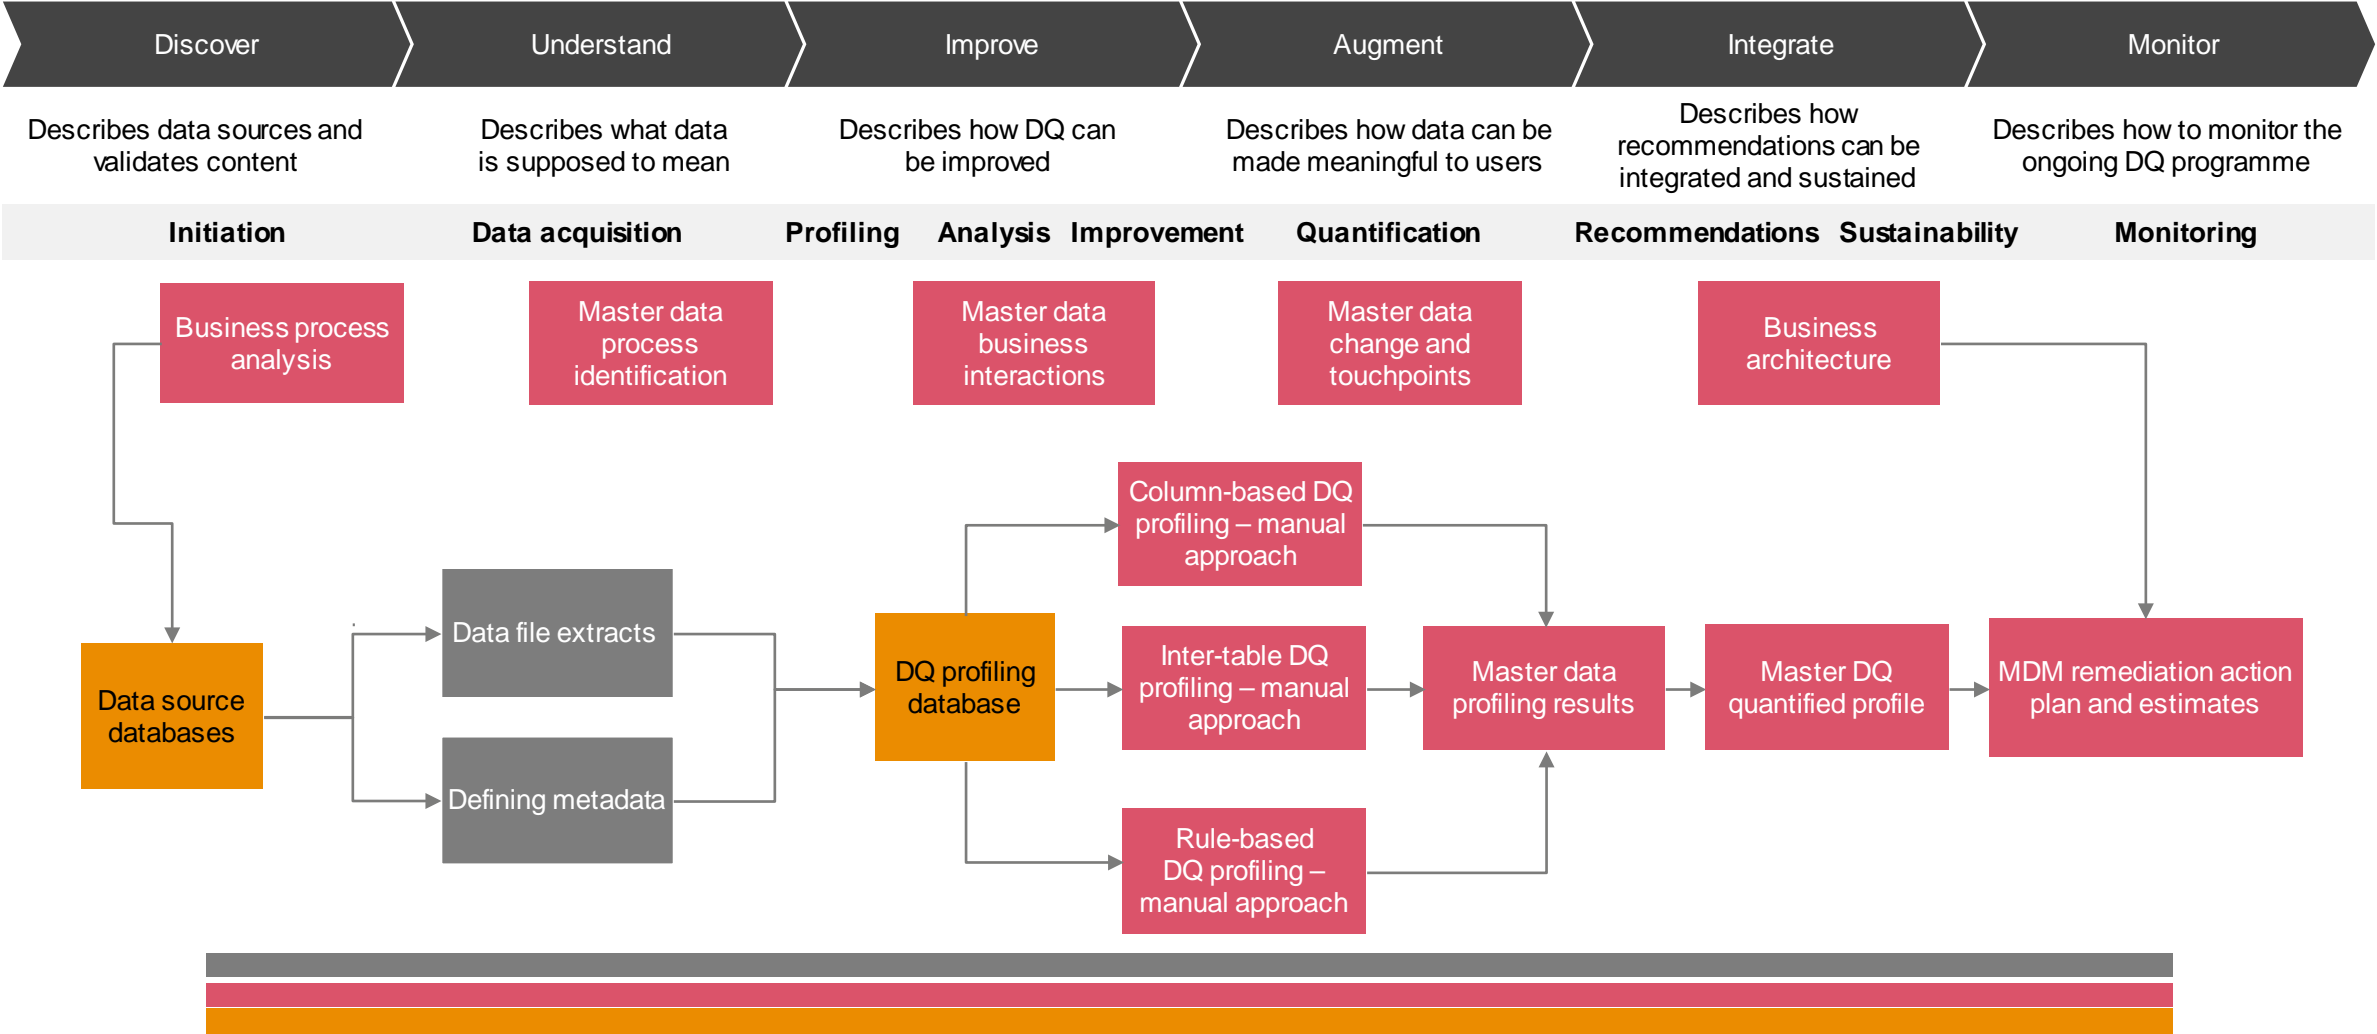 Discover
Understand
Improve
Augment
Integrate
Monitor
Describes data sources and
validates content
Describes what data
is supposed to mean
Describes how DQ can
be improved
Describes how data can be
made meaningful to users
Describes how
recommendations can be
integrated and sustained
Describes how to monitor the
ongoing DQ programme
Initiation
Data acquisition
Profiling
Analysis
Improvement
Quantification
Recommendations
Sustainability
Monitoring
Business process
analysis
Master data
process
identification
Master data
business
interactions
Master data
change and
touchpoints
Business
architecture
Column-based DQ
profiling – manual
approach
Data file extracts
Data source
databases
Defining metadata
DQ profiling
database
Inter-table DQ
profiling – manual
approach
Master data
profiling results
Master DQ
quantified profile
MDM remediation action
plan and estimates
Rule-based
DQ profiling –
manual approach